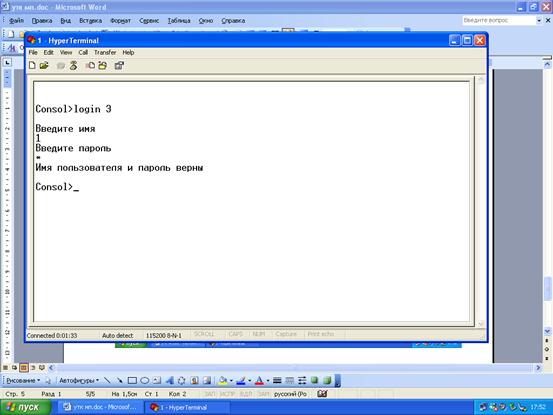 утк мп.doc - Microsoft Word
Файл Правка Вид Вставка Формат Сервис Таблица Окно Справка
Введите вопрос
1 - HyperTerminal
File Edit View Call Transfer Help
Consol>login 3
Введите имя
1
Введите пароль
*
Имя пользователя и пароль верны
Consol>_
Connected 0:01:33 Auto detect 115200 8-N-1 SCROLL CAPS NUM Capture Print echo
Рисование Автофигуры
Стр. 5 Разд 1 5/5 На 1,5см Ст 1 Кол 2 ЗАП ИСПР ВДЛ ЗАМ русский (Ро
пуск утк мп.doc - Microsoft... 1 - HyperTerminal 17:52